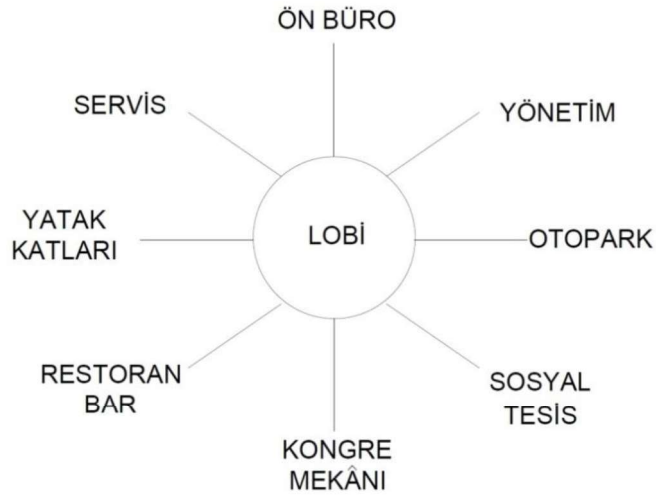 ÖN BÜRO
SERVİS
YÖNETİM
YATAK
KATLARI
LOBİ
OTOPARK
RESTORAN
BAR
SOSYAL
TESİS
KONGRE
MEKÂNI